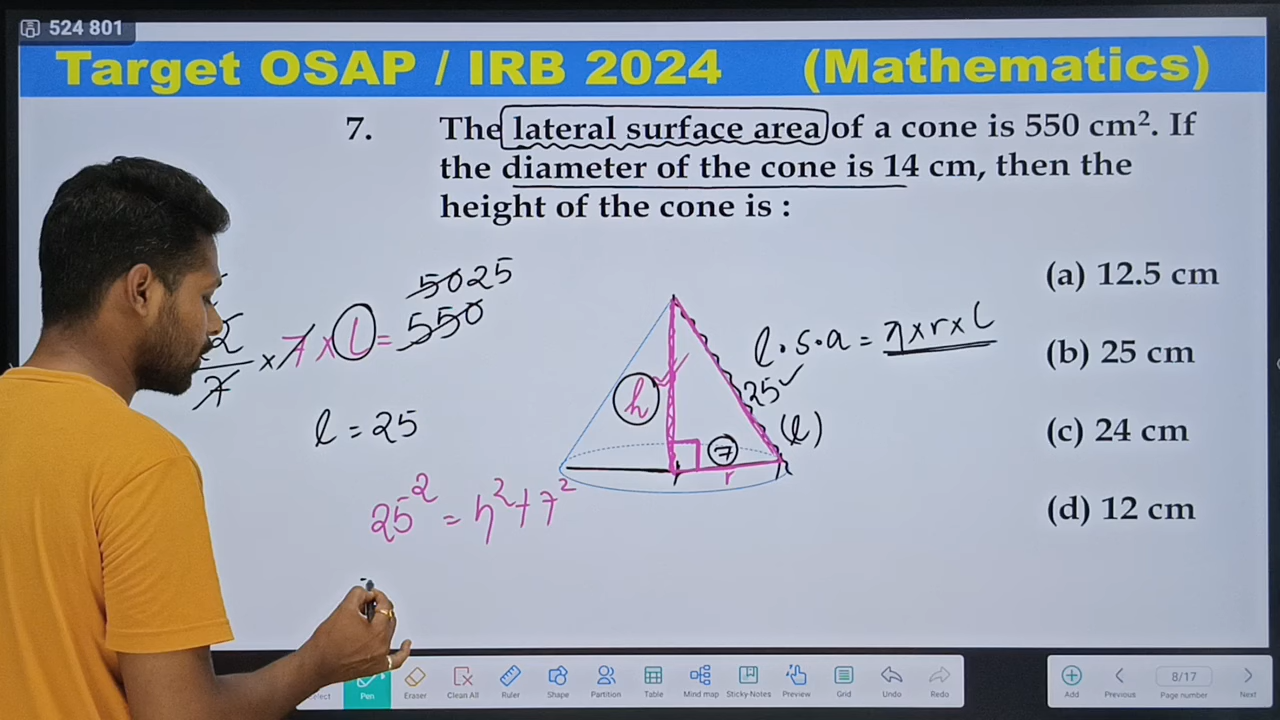 524 801
Target OSAP / IRB 2024 (Mathematics)
7. The lateral surface area of a cone is 550 cm². If
the diameter of the cone is 14 cm, then the
height of the cone is :
(a) 12.5 cm
(b) 25 cm
(c) 24 cm
(d) 12 cm
50 25
× 7 × l = 550
7
l = 25
25² = h² + 7²
l.s.a = π×r×l
h
25✓
(l)
7
r
Pen
Eraser
Clean All
Ruler
Shape
Partition
Table
Mind map
Sticky-Notes
Preview
Grid
Undo
Redo
Add
Previous
8/17
Page number
Next